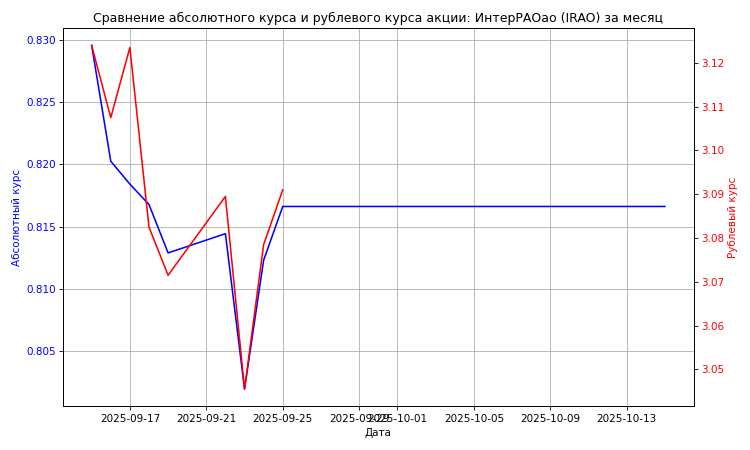 Сравнение абсолютного курса и рублевого курса акции: ИнтерРАОао (IRAO) за месяц
0.830
0.825
0.820
0.815
0.810
0.805
Абсолютный курс
3.12
3.11
3.10
3.09
3.08
3.07
3.06
3.05
Рублевый курс
2025-09-17 2025-09-21 2025-09-25 2025-09-29 2025-10-01 2025-10-05 2025-10-09 2025-10-13
Дата